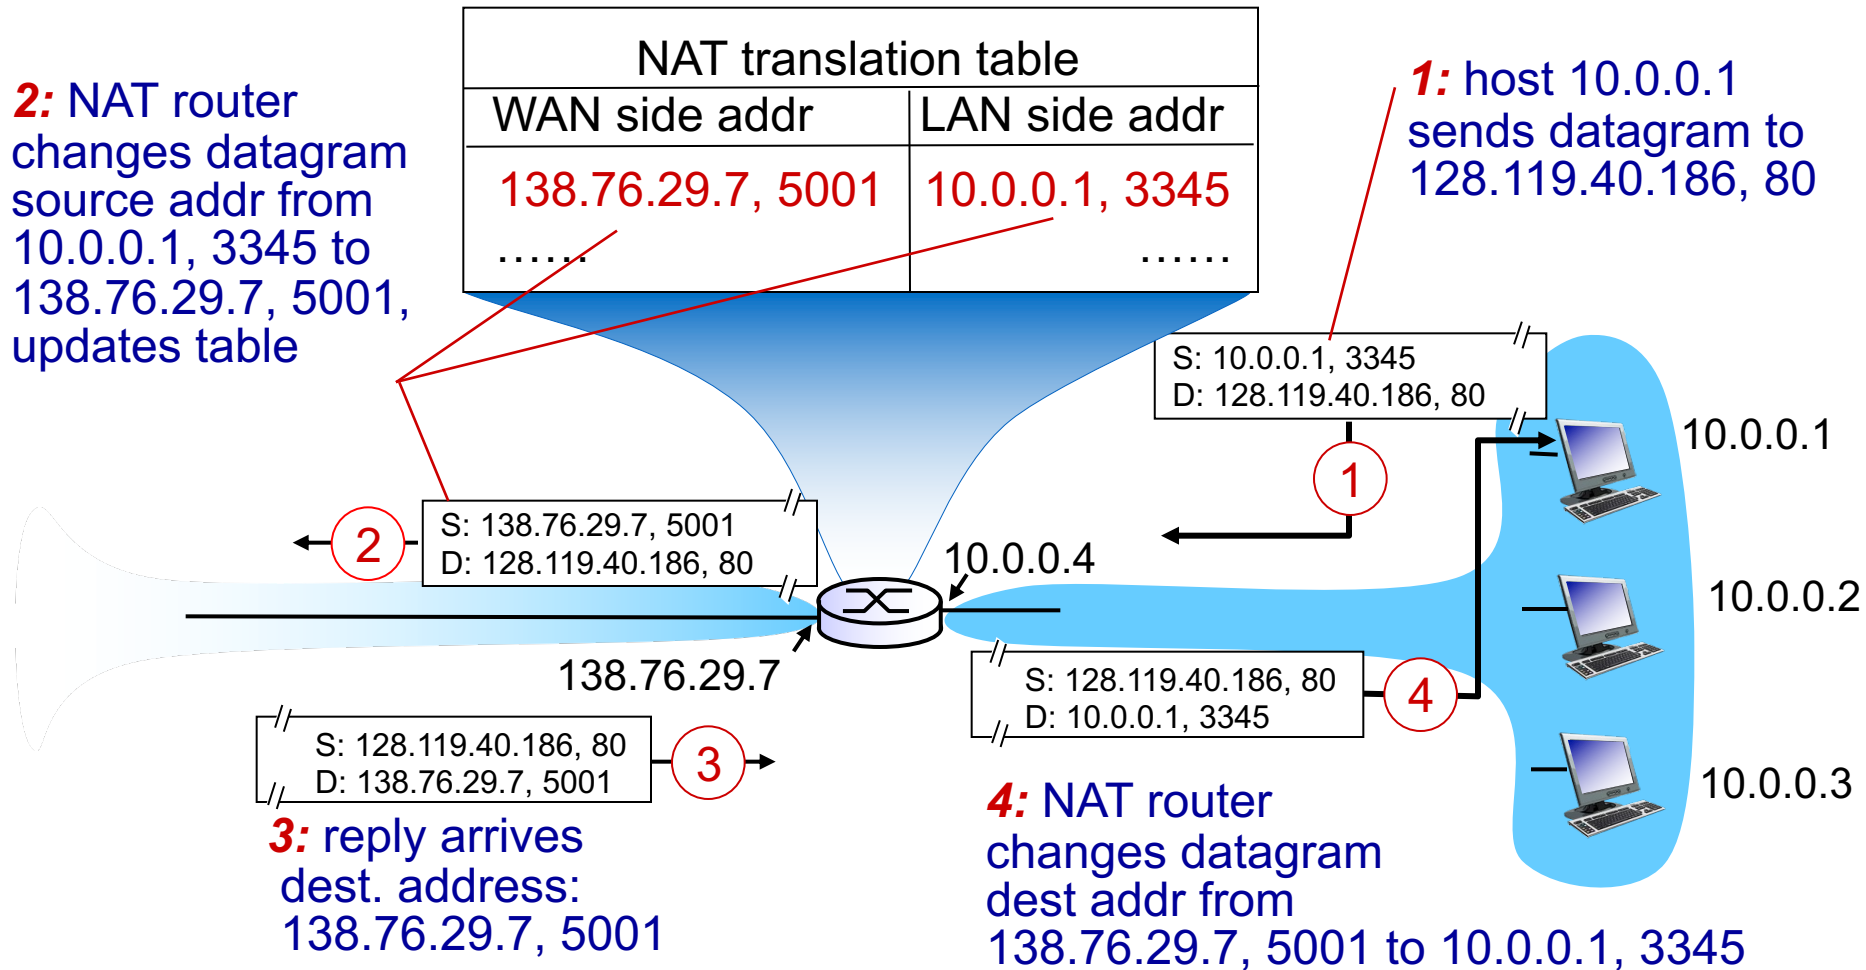 NAT translation table
WAN side addr LAN side addr
138.76.29.7, 5001 10.0.0.1, 3345
...... ......
2: NAT router
changes datagram
source addr from
10.0.0.1, 3345 to
138.76.29.7, 5001,
updates table
1: host 10.0.0.1
sends datagram to
128.119.40.186, 80
S: 10.0.0.1, 3345
D: 128.119.40.186, 80
1
10.0.0.1
S: 138.76.29.7, 5001
D: 128.119.40.186, 80
2
10.0.0.4
10.0.0.2
138.76.29.7
S: 128.119.40.186, 80
D: 10.0.0.1, 3345
4
S: 128.119.40.186, 80
D: 138.76.29.7, 5001
3
10.0.0.3
3: reply arrives
dest. address:
138.76.29.7, 5001
4: NAT router
changes datagram
dest addr from
138.76.29.7, 5001 to 10.0.0.1, 3345